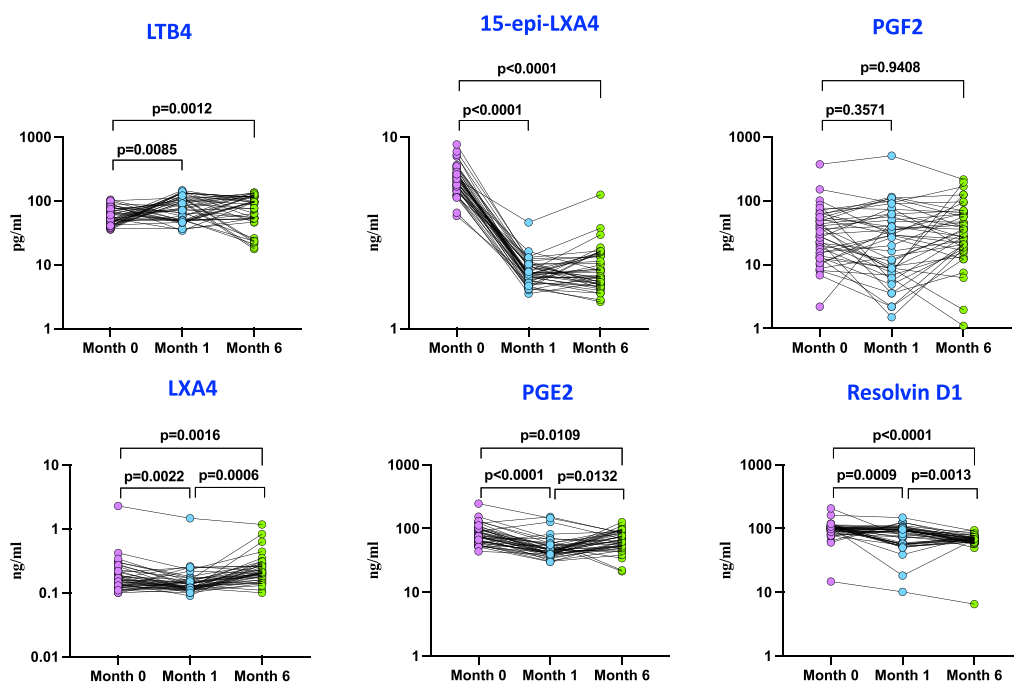 LTB4
p=0.0012
p=0.0085
1000
100
10
1
pg/ml
Month 0 Month 1 Month 6
15-epi-LXA4
p<0.0001
p<0.0001
10
1
ng/ml
Month 0 Month 1 Month 6
PGF2
p=0.9408
p=0.3571
1000
100
10
1
pg/ml
Month 0 Month 1 Month 6
LXA4
p=0.0016
p=0.0022 p=0.0006
10
1
0.1
0.01
ng/ml
Month 0 Month 1 Month 6
PGE2
p=0.0109
p<0.0001 p=0.0132
1000
100
10
1
ng/ml
Month 0 Month 1 Month 6
Resolvin D1
p<0.0001
p=0.0009 p=0.0013
1000
100
10
1
ng/ml
Month 0 Month 1 Month 6